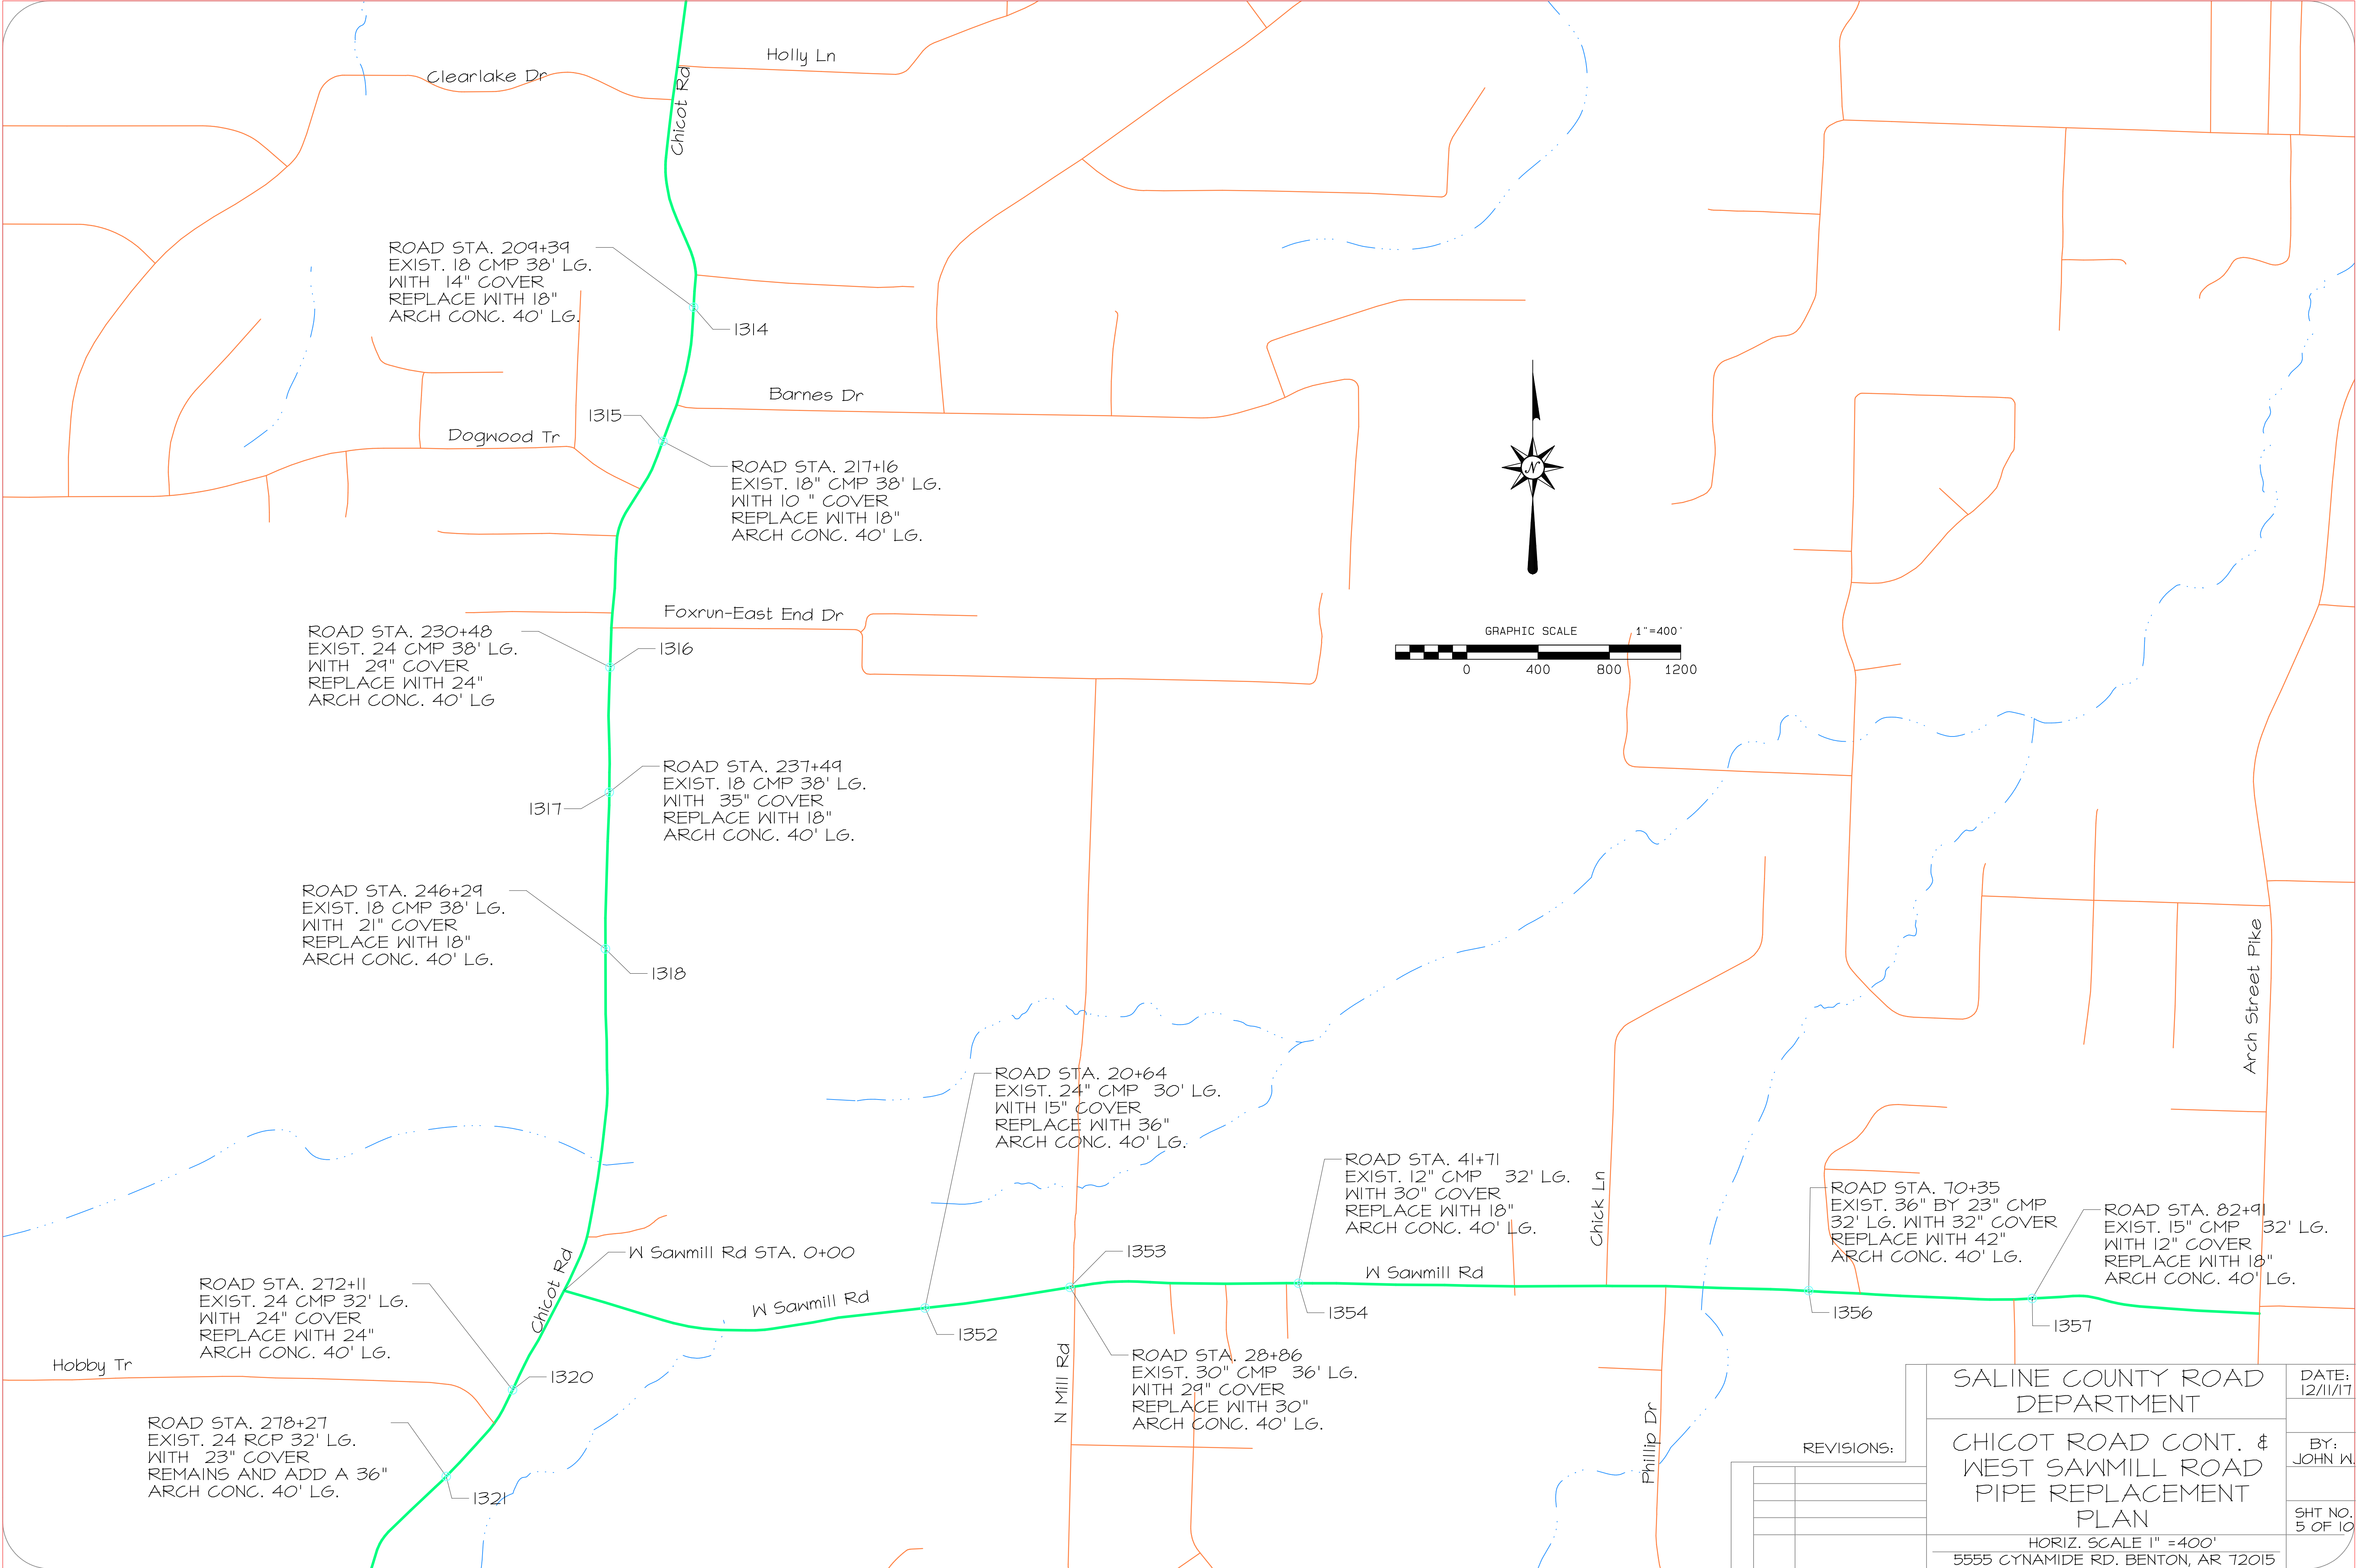 Holly Ln
Clearlake Dr
Chicot Rd
ROAD STA. 209+39
EXIST. 18 CMP 38' LG.
WITH 14" COVER
REPLACE WITH 18"
ARCH CONC. 40' LG.
1314
Barnes Dr
1315
Dogwood Tr
ROAD STA. 217+16
EXIST. 18" CMP 38' LG.
WITH 10 " COVER
REPLACE WITH 18"
ARCH CONC. 40' LG.
N
Foxrun-East End Dr
ROAD STA. 230+48
EXIST. 24 CMP 38' LG.
WITH 29" COVER
REPLACE WITH 24"
ARCH CONC. 40' LG
1316
GRAPHIC SCALE 1"=400'
0 400 800 1200
ROAD STA. 237+49
EXIST. 18 CMP 38' LG.
WITH 35" COVER
REPLACE WITH 18"
ARCH CONC. 40' LG.
1317
ROAD STA. 246+29
EXIST. 18 CMP 38' LG.
WITH 21" COVER
REPLACE WITH 18"
ARCH CONC. 40' LG.
1318
Arch Street Pike
ROAD STA. 20+64
EXIST. 24" CMP 30' LG.
WITH 15" COVER
REPLACE WITH 36"
ARCH CONC. 40' LG.
ROAD STA. 41+71
EXIST. 12" CMP 32' LG.
WITH 30" COVER
REPLACE WITH 18"
ARCH CONC. 40' LG.
Chick Ln
ROAD STA. 70+35
EXIST. 36" BY 23" CMP
32' LG. WITH 32" COVER
REPLACE WITH 42"
ARCH CONC. 40' LG.
ROAD STA. 82+91
EXIST. 15" CMP 32' LG.
WITH 12" COVER
REPLACE WITH 18"
ARCH CONC. 40' LG.
W Sawmill Rd STA. 0+00
1353
Chicot Rd
W Sawmill Rd
W Sawmill Rd
ROAD STA. 272+11
EXIST. 24 CMP 32' LG.
WITH 24" COVER
REPLACE WITH 24"
ARCH CONC. 40' LG.
1352
1354
1356
1357
Hobby Tr
1320
N Mill Rd
ROAD STA. 28+86
EXIST. 30" CMP 36' LG.
WITH 29" COVER
REPLACE WITH 30"
ARCH CONC. 40' LG.
Phillip Dr
ROAD STA. 278+27
EXIST. 24 RCP 32' LG.
WITH 23" COVER
REMAINS AND ADD A 36"
ARCH CONC. 40' LG.
1321
REVISIONS:
SALINE COUNTY ROAD
DEPARTMENT
CHICOT ROAD CONT. &
WEST SAWMILL ROAD
PIPE REPLACEMENT
PLAN
HORIZ. SCALE 1" =400'
5555 CYNAMIDE RD. BENTON, AR 72015
DATE:
12/11/17
BY:
JOHN W.
SHT NO.
5 OF 10